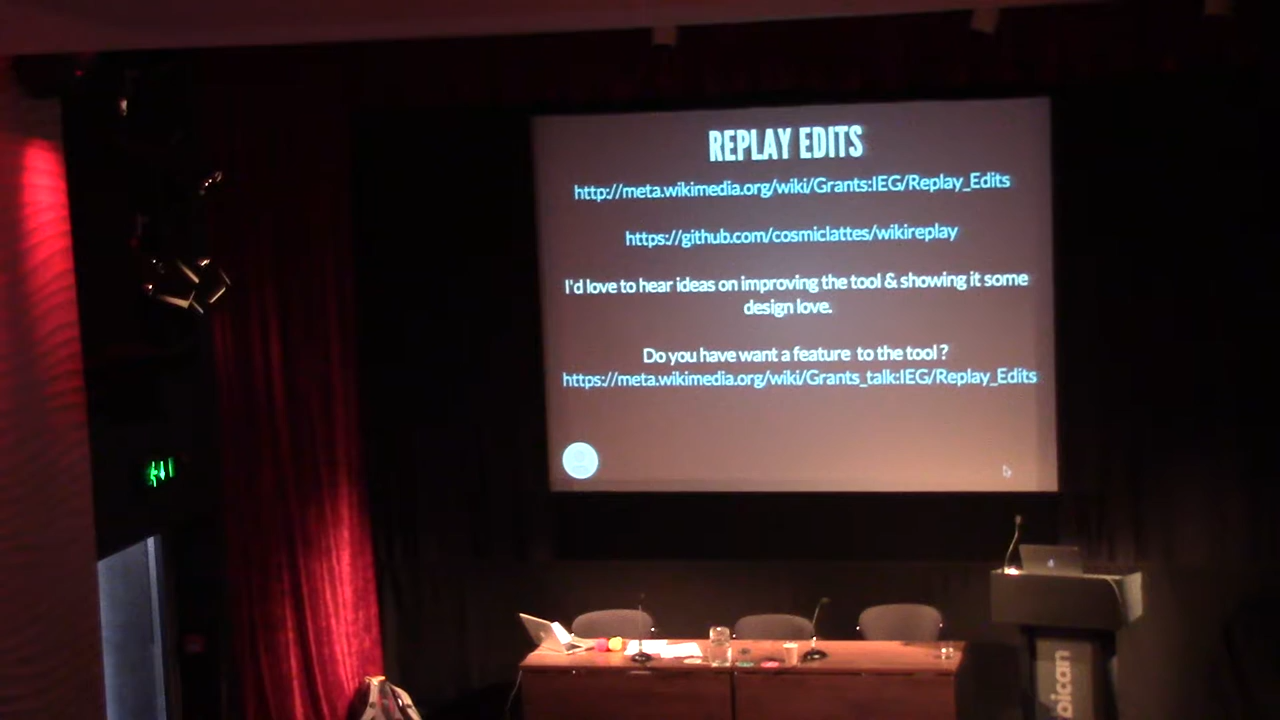 REPLAY EDITS
http://meta.wikimedia.org/wiki/Grants:IEG/Replay_Edits
https://github.com/cosmiclattes/wikireplay
I'd love to hear ideas on improving the tool & showing it some
design love.
Do you have want a feature to the tool ?
https://meta.wikimedia.org/wiki/Grants_talk:IEG/Replay_Edits
bican